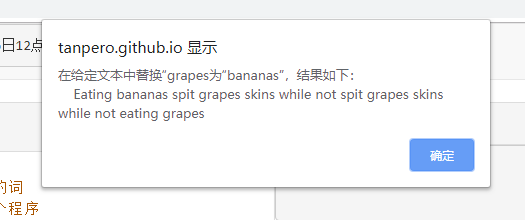 日12点
tanpero.github.io 显示
在给定文本中替换“grapes为“bananas”，结果如下：
Eating bananas spit grapes skins while not spit grapes skins
while not eating grapes
确定
的词
个程序